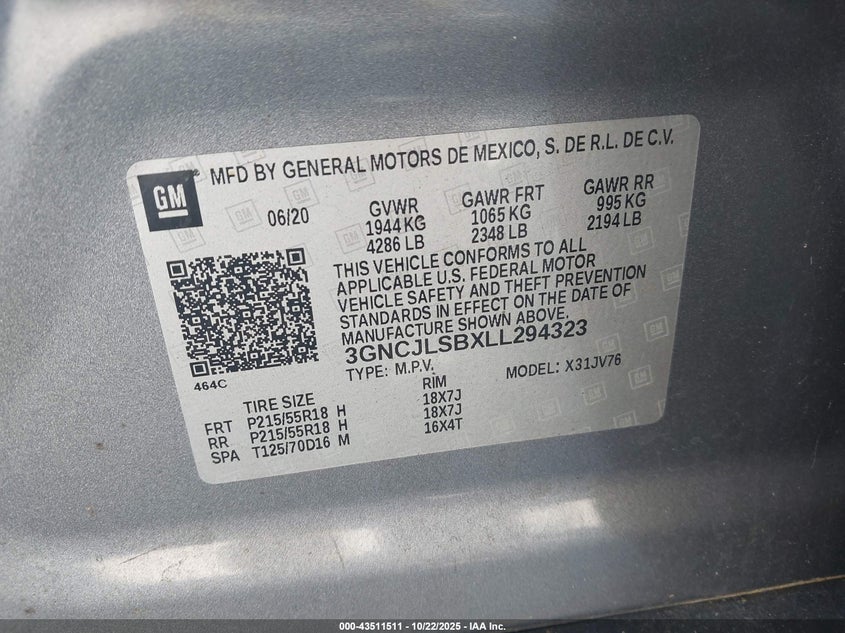 GM
MFD BY GENERAL MOTORS DE MEXICO, S. DE R.L. DE C.V.
06/20 GVWR GAWR FRT GAWR RR
1944 KG 1065 KG 995 KG
4286 LB 2348 LB 2194 LB
THIS VEHICLE CONFORMS TO ALL
APPLICABLE U.S. FEDERAL MOTOR
VEHICLE SAFETY AND THEFT PREVENTION
STANDARDS IN EFFECT ON THE DATE OF
MANUFACTURE SHOWN ABOVE.
3GNCJLSBXLL294323
464C
TYPE: M.P.V. MODEL: X31JV76
TIRE SIZE RIM
FRT P215/55R18 H 18X7J
RR P215/55R18 H 18X7J
SPA T125/70D16 M 16X4T
000-43511511 - 10/22/2025 - IAA Inc.